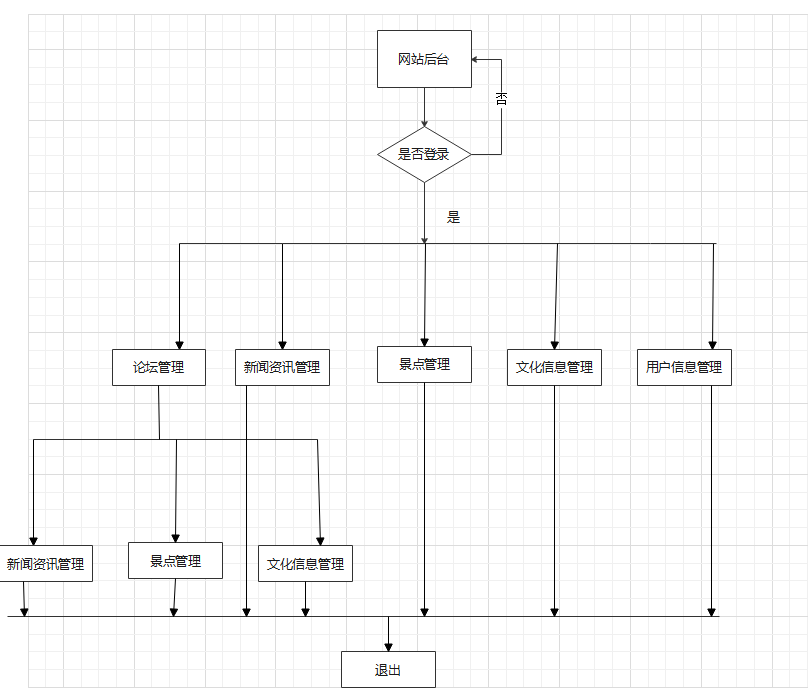 网站后台
否
是否登录
是
论坛管理
新闻资讯管理
景点管理
文化信息管理
用户信息管理
新闻资讯管理
景点管理
文化信息管理
退出